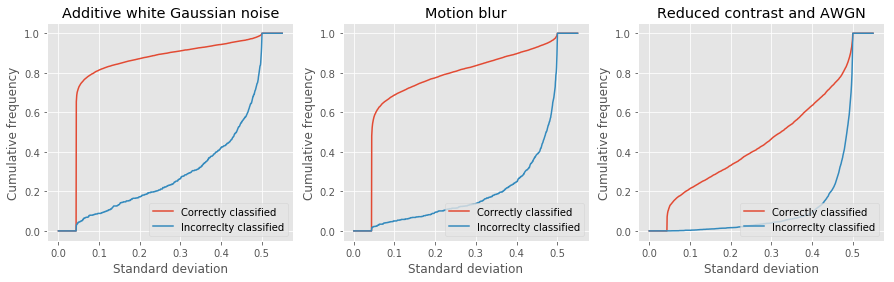 Additive white Gaussian noise
Cumulative frequency
1.0
0.8
0.6
0.4
0.2
0.0
Correctly classified
Incorreclty classified
0.0 0.1 0.2 0.3 0.4 0.5
Standard deviation
Motion blur
Cumulative frequency
1.0
0.8
0.6
0.4
0.2
0.0
Correctly classified
Incorreclty classified
0.0 0.1 0.2 0.3 0.4 0.5
Standard deviation
Reduced contrast and AWGN
Cumulative frequency
1.0
0.8
0.6
0.4
0.2
0.0
Correctly classified
Incorreclty classified
0.0 0.1 0.2 0.3 0.4 0.5
Standard deviation